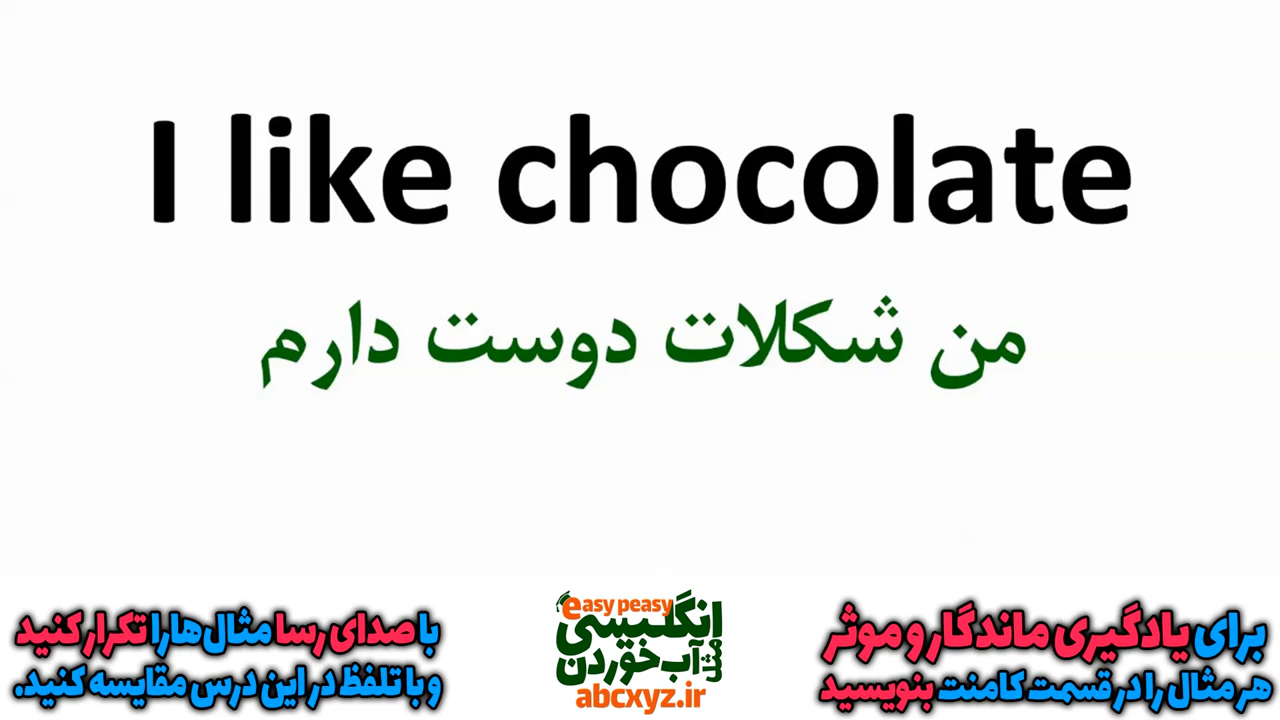 I like chocolate
من شکلات دوست دارم
برای یادگیری ماندگار و موثر
هر مثال را در قسمت کامنت بنویسید
easy peasy
انگلیسی
مثل آب خوردن
abcxyz.ir
با صدای رسا مثال‌ها را تکرار کنید
و با تلفظ در این درس مقایسه کنید.